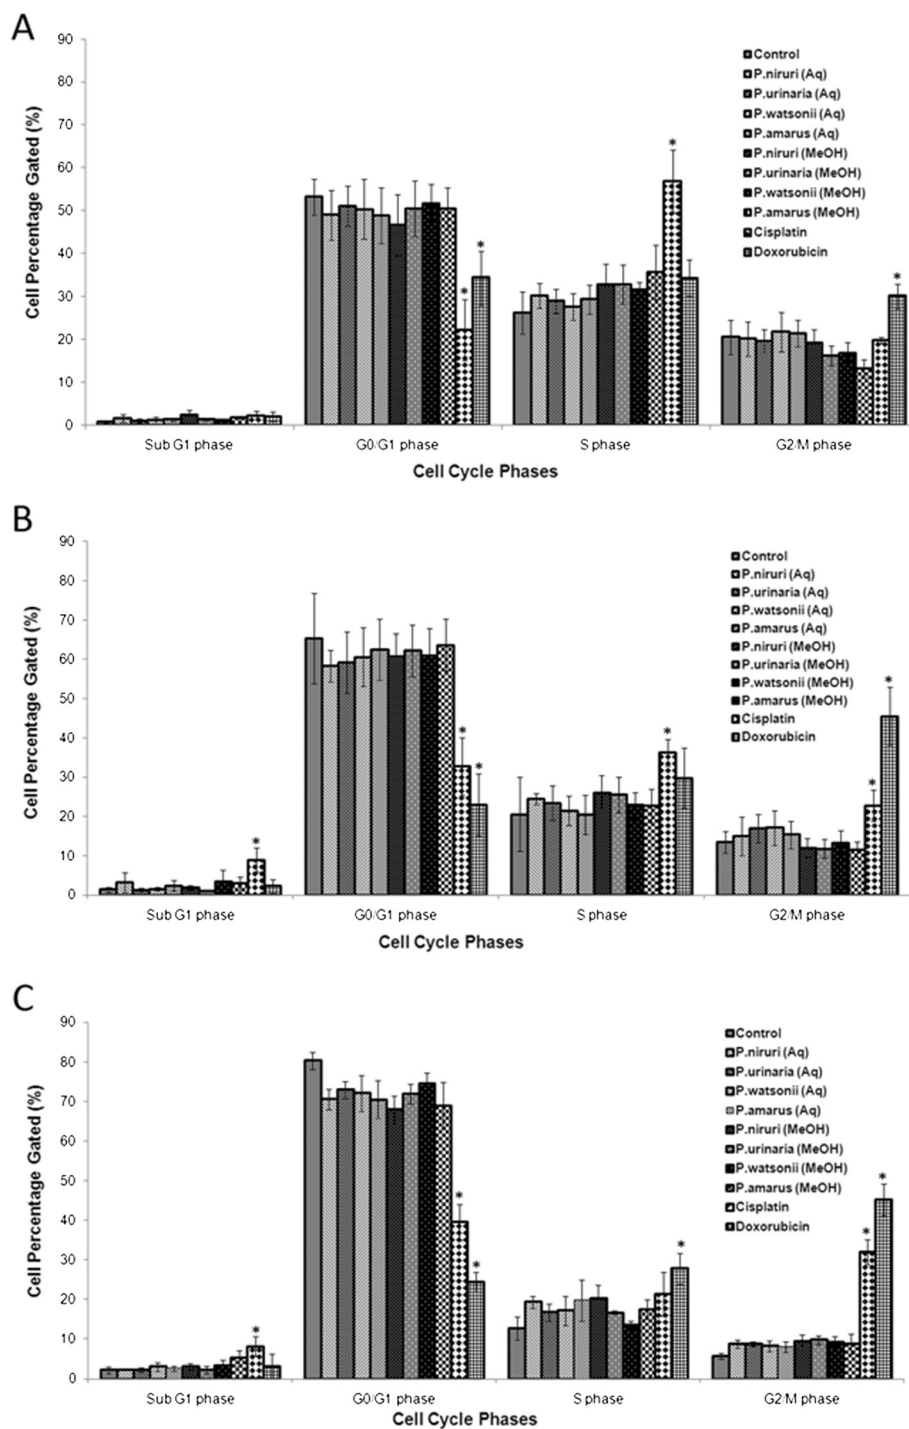 A
90
80
70
60
50
40
30
20
10
0
Cell Percentage Gated (%)
Control
P.niruri (Aq)
P.urinaria (Aq)
P.watsonii (Aq)
P.amarus (Aq)
P.niruri (MeOH)
P.urinaria (MeOH)
P.watsonii (MeOH)
P.amarus (MeOH)
Cisplatin
Doxorubicin
*
*
*
*
Sub G1 phase
G0/G1 phase
S phase
G2/M phase
Cell Cycle Phases
B
90
80
70
60
50
40
30
20
10
0
Cell Percentage Gated (%)
Control
P.niruri (Aq)
P.urinaria (Aq)
P.watsonii (Aq)
P.amarus (Aq)
P.niruri (MeOH)
P.urinaria (MeOH)
P.watsonii (MeOH)
P.amarus (MeOH)
Cisplatin
Doxorubicin
*
*
*
*
*
*
Sub G1 phase
G0/G1 phase
S phase
G2/M phase
Cell Cycle Phases
C
90
80
70
60
50
40
30
20
10
0
Cell Percentage Gated (%)
Control
P.niruri (Aq)
P.urinaria (Aq)
P.watsonii (Aq)
P.amarus (Aq)
P.niruri (MeOH)
P.urinaria (MeOH)
P.watsonii (MeOH)
P.amarus (MeOH)
Cisplatin
Doxorubicin
*
*
*
*
*
*
Sub G1 phase
G0/G1 phase
S phase
G2/M phase
Cell Cycle Phases